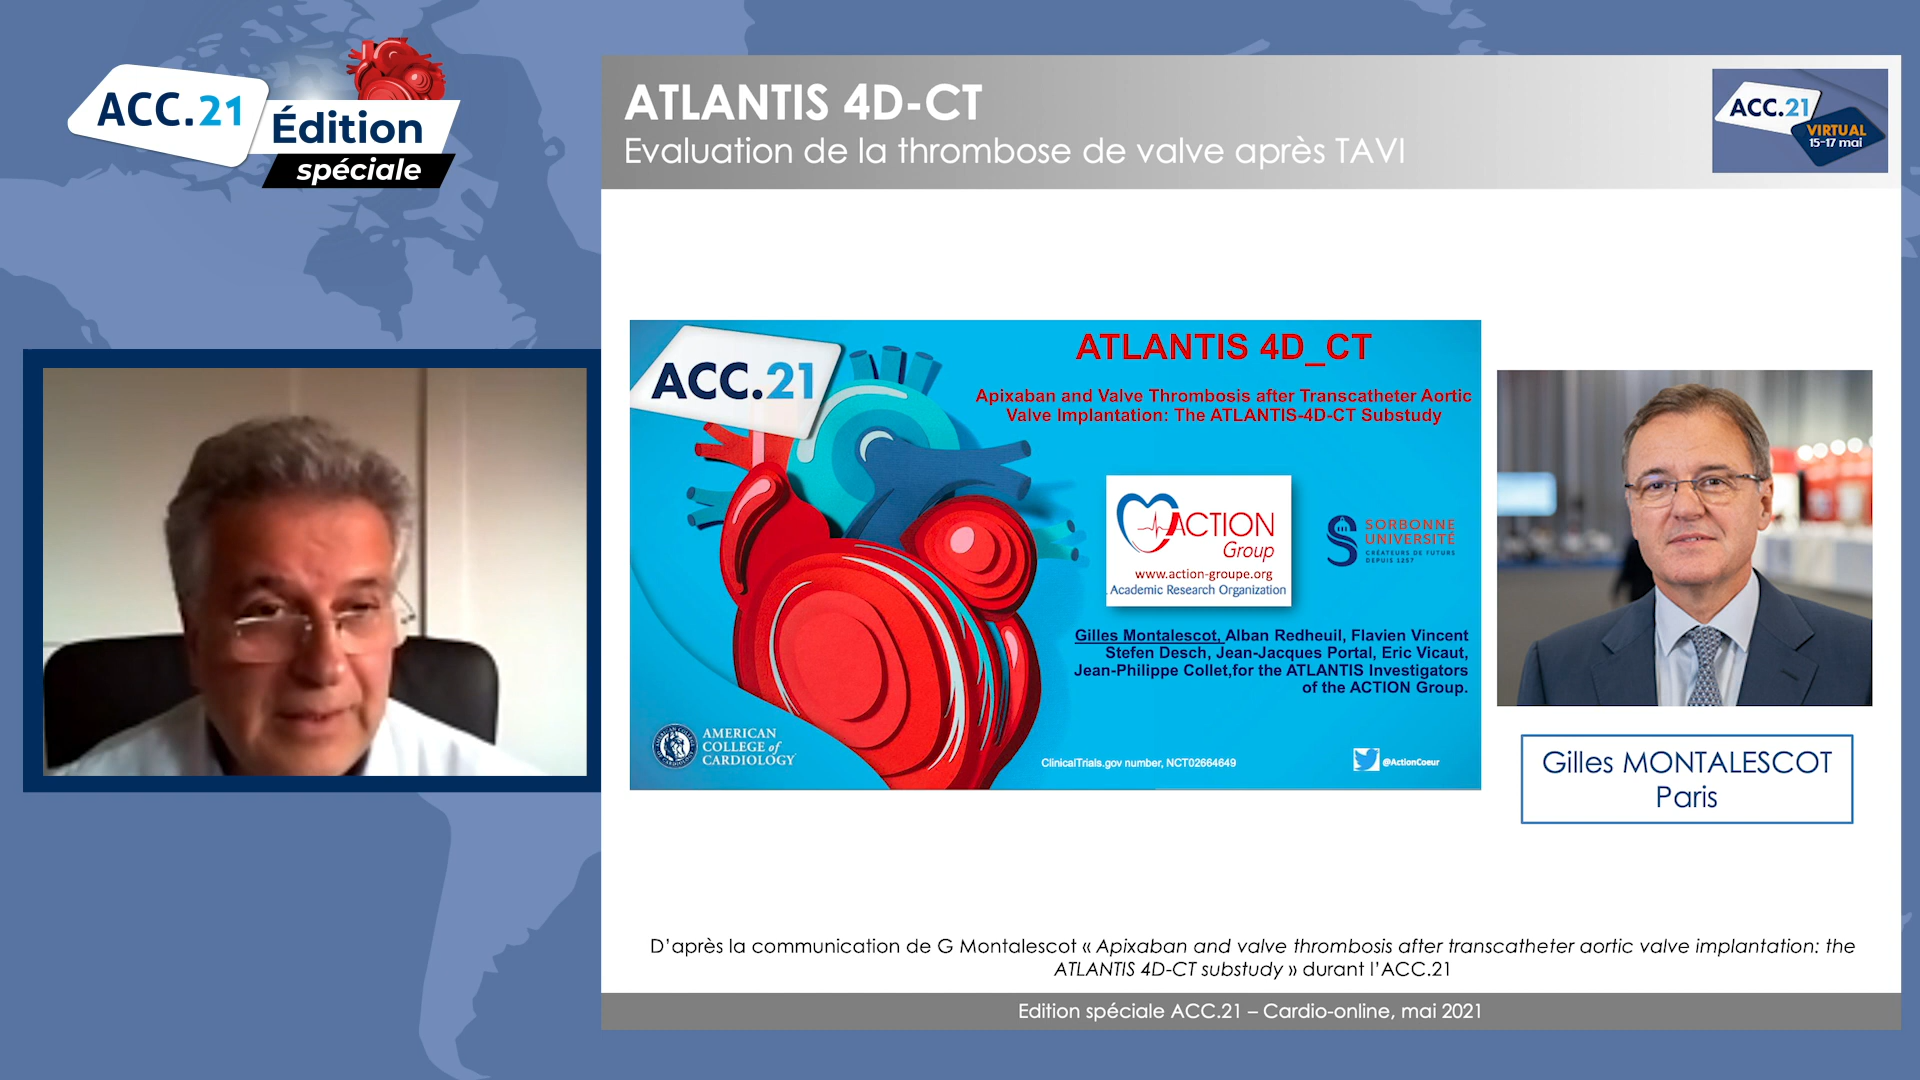 ACC.21
Édition
spéciale
ATLANTIS 4D-CT
Evaluation de la thrombose de valve après TAVI
ACC.21
VIRTUAL
15-17 mai
ACC.21
ATLANTIS 4D_CT
Apixaban and Valve Thrombosis after Transcatheter Aortic
Valve Implantation: The ATLANTIS-4D-CT Substudy
ACTION
Group
www.action-groupe.org
Academic Research Organization
SORBONNE
UNIVERSITÉ
CRÉATEURS DE FUTURS
DEPUIS 1257
Gilles Montalescot, Alban Redheuil, Flavien Vincent
Stefen Desch, Jean-Jacques Portal, Eric Vicaut,
Jean-Philippe Collet,for the ATLANTIS Investigators
of the ACTION Group.
AMERICAN
COLLEGE of
CARDIOLOGY
ClinicalTrials.gov number, NCT02664649
@ActionCoeur
Gilles MONTALESCOT
Paris
D’après la communication de G Montalescot « Apixaban and valve thrombosis after transcatheter aortic valve implantation: the
ATLANTIS 4D-CT substudy » durant l’ACC.21
Edition spéciale ACC.21 – Cardio-online, mai 2021